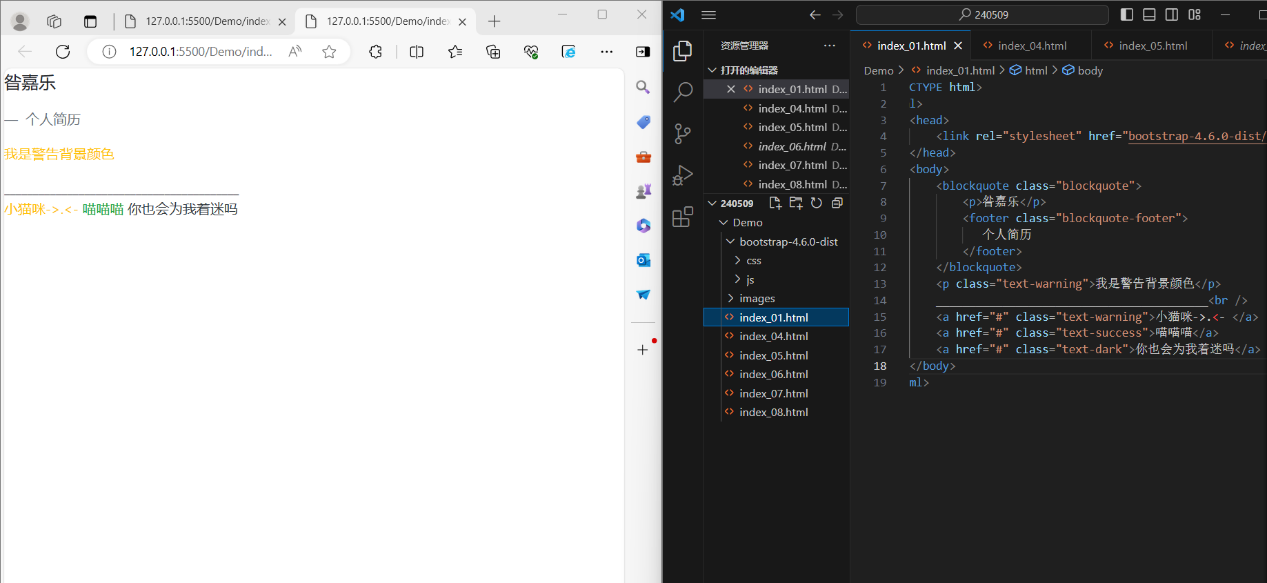 127.0.0.1:5500/Demo/index
127.0.0.1:5500/Demo/index
127.0.0.1:5500/Demo/ind...
昝嘉乐
— 个人简历
我是警告背景颜色
小猫咪->.<- 喵喵喵 你也会为我着迷吗
240509
资源管理器
打开的编辑器
index_01.html D...
index_04.html D...
index_05.html D...
index_06.html D...
index_07.html D...
index_08.html D...
240509
Demo
bootstrap-4.6.0-dist
css
js
images
index_01.html
index_04.html
index_05.html
index_06.html
index_07.html
index_08.html
index_01.html
index_04.html
index_05.html
index_
Demo > index_01.html > html > body
1 CTYPE html>
2 l>
3 <head>
4 <link rel="stylesheet" href="bootstrap-4.6.0-dist/
5 </head>
6 <body>
7 <blockquote class="blockquote">
8 <p>昝嘉乐</p>
9 <footer class="blockquote-footer">
10 个人简历
11 </footer>
12 </blockquote>
13 <p class="text-warning">我是警告背景颜色</p>
14 _______________________________________<br />
15 <a href="#" class="text-warning">小猫咪->.<- </a>
16 <a href="#" class="text-success">喵喵喵</a>
17 <a href="#" class="text-dark">你也会为我着迷吗</a>
18 </body>
19 ml>